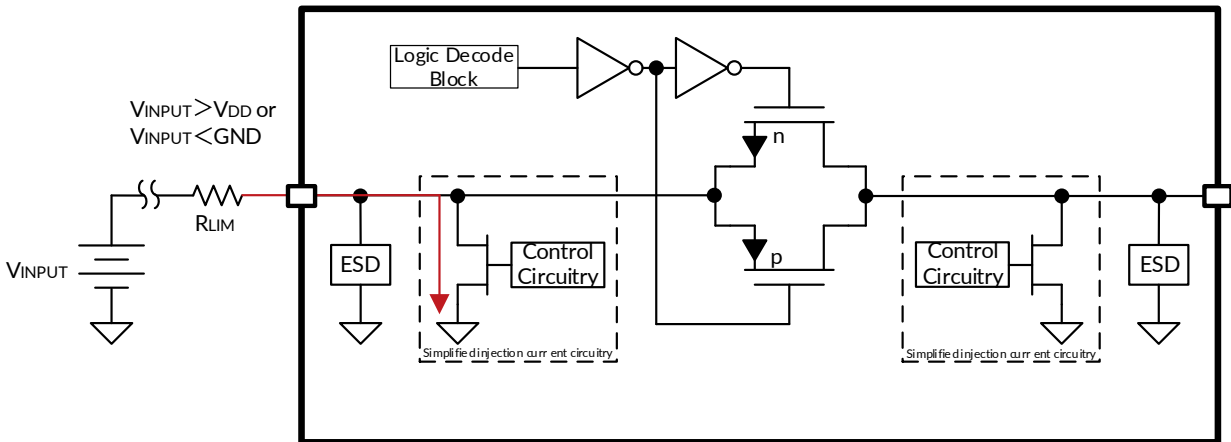 Logic Decode
Block
VINPUT>VDD or
VINPUT<GND
n
RLIM
VINPUT
ESD
Control
Circuitry
p
Control
Circuitry
ESD
Simplified injection current circuitry
Simplified injection current circuitry